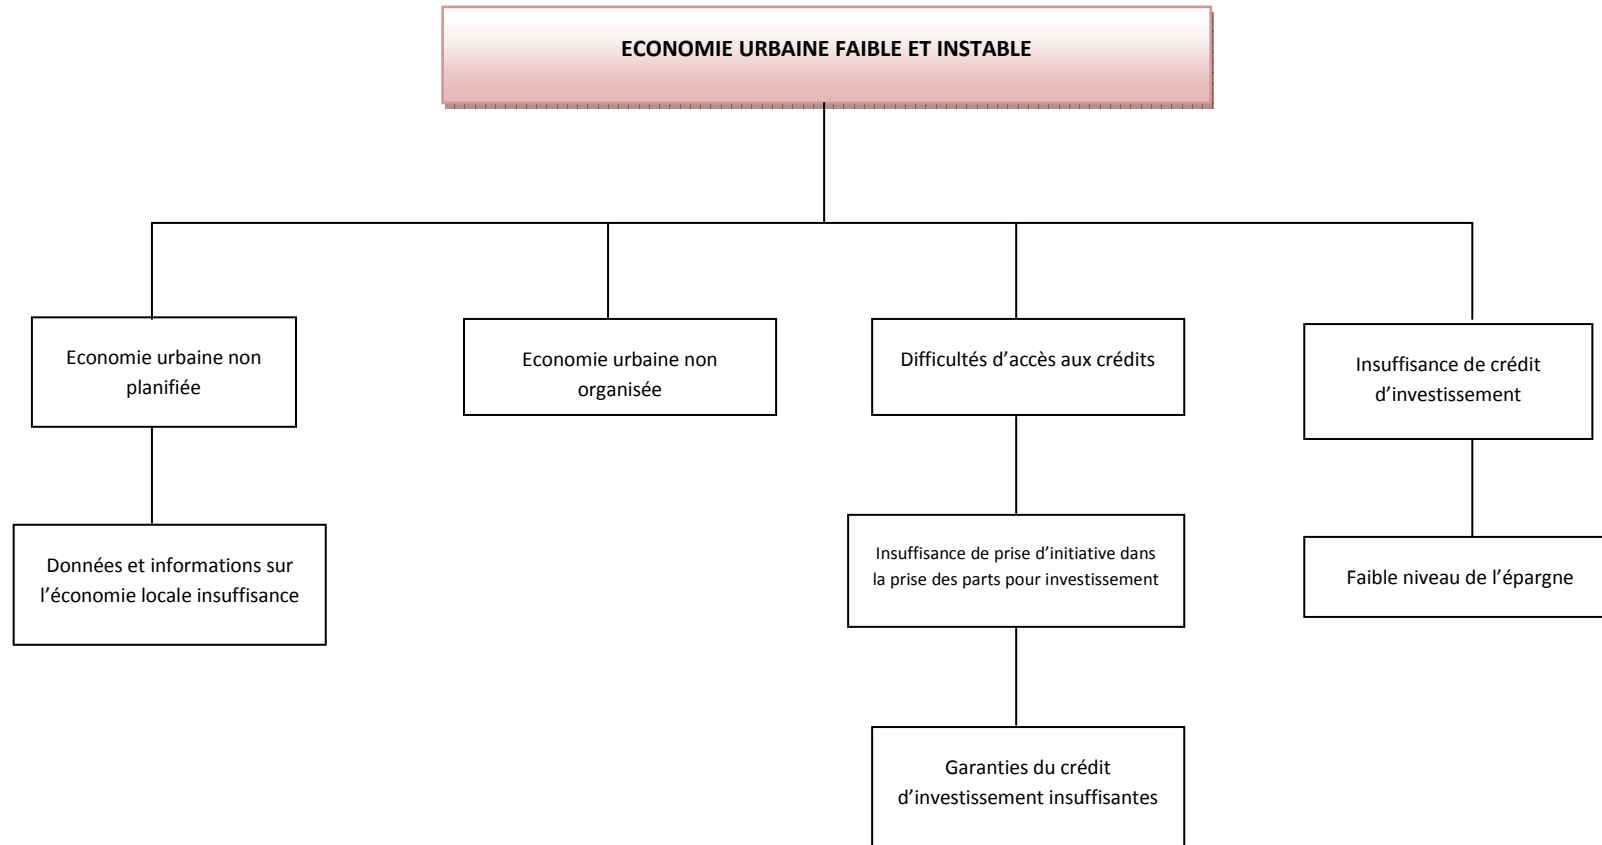 ECONOMIE URBAINE FAIBLE ET INSTABLE
Economie urbaine non
planifiée
Economie urbaine non
organisée
Difficultés d’accès aux crédits
Insuffisance de crédit
d’investissement
Données et informations sur
l’économie locale insuffisance
Insuffisance de prise d’initiative dans
la prise des parts pour investissement
Faible niveau de l’épargne
Garanties du crédit
d’investissement insuffisantes